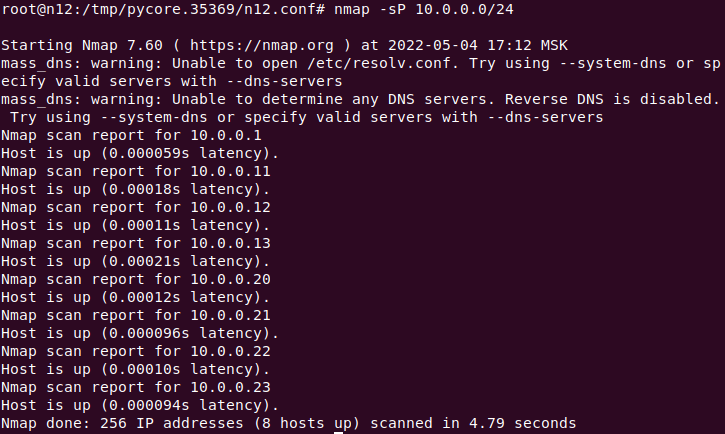 root@n12:/tmp/pycore.35369/n12.conf# nmap -sP 10.0.0.0/24
Starting Nmap 7.60 ( https://nmap.org ) at 2022-05-04 17:12 MSK
mass_dns: warning: Unable to open /etc/resolv.conf. Try using --system-dns or sp
ecify valid servers with --dns-servers
mass_dns: warning: Unable to determine any DNS servers. Reverse DNS is disabled.
 Try using --system-dns or specify valid servers with --dns-servers
Nmap scan report for 10.0.0.1
Host is up (0.000059s latency).
Nmap scan report for 10.0.0.11
Host is up (0.00018s latency).
Nmap scan report for 10.0.0.12
Host is up (0.00011s latency).
Nmap scan report for 10.0.0.13
Host is up (0.00021s latency).
Nmap scan report for 10.0.0.20
Host is up (0.00012s latency).
Nmap scan report for 10.0.0.21
Host is up (0.000096s latency).
Nmap scan report for 10.0.0.22
Host is up (0.00010s latency).
Nmap scan report for 10.0.0.23
Host is up (0.000094s latency).
Nmap done: 256 IP addresses (8 hosts up) scanned in 4.79 seconds